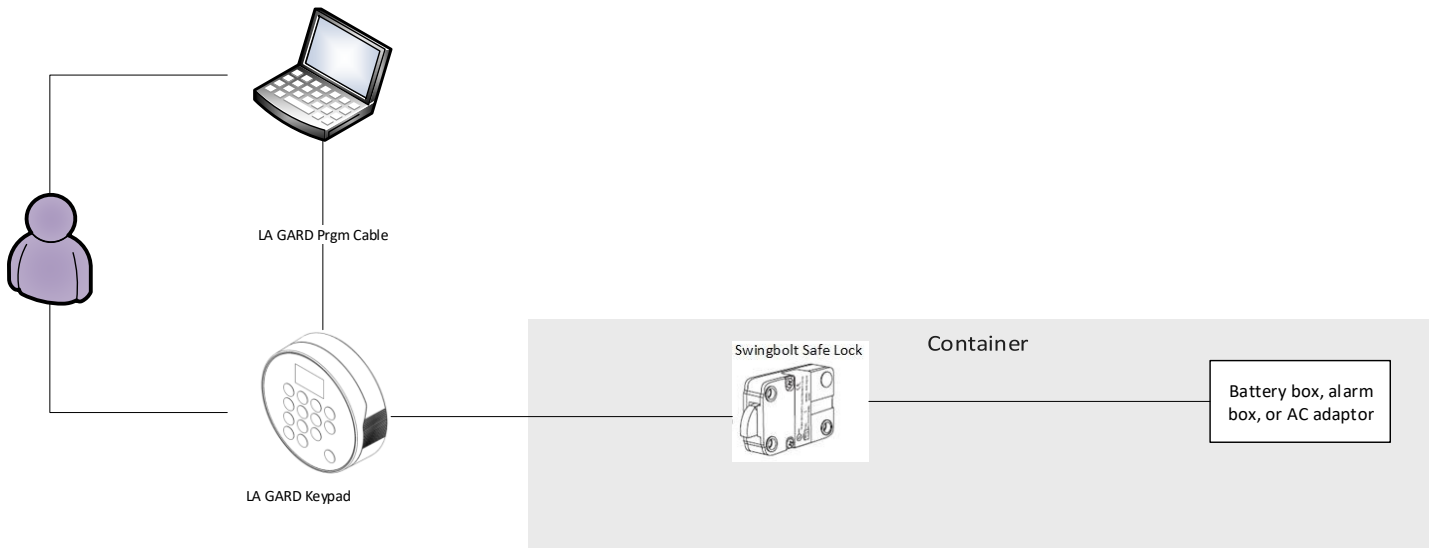 LA GARD Prgm Cable
LA GARD Keypad
Container
Swingbolt Safe Lock
Battery box, alarm
box, or AC adaptor